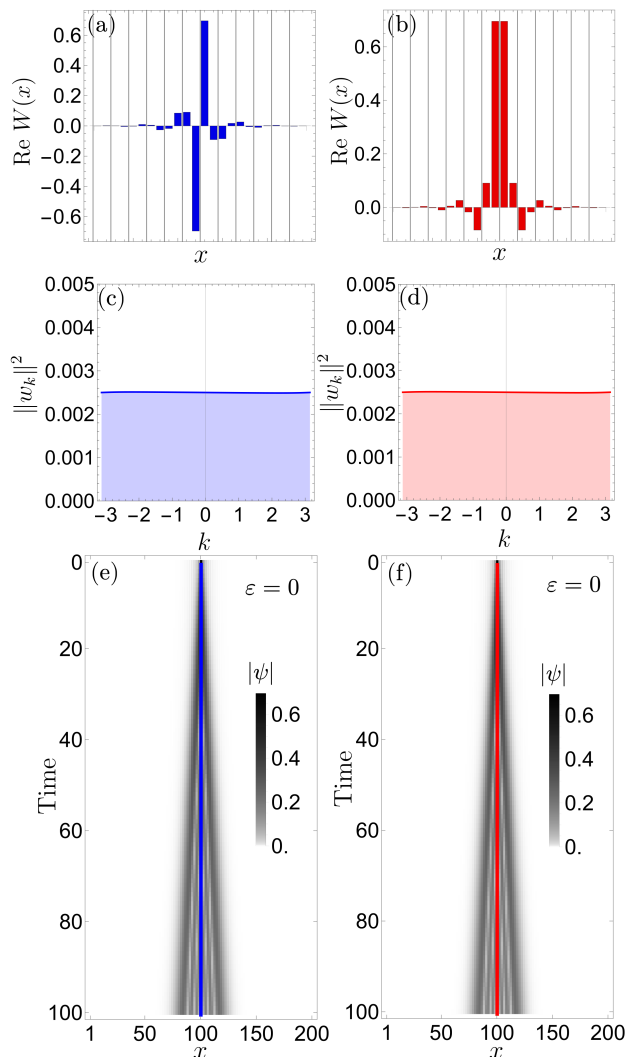 (a)
Re W(x)
0.6
0.4
0.2
0.0
−0.2
−0.4
−0.6
x
(b)
Re W(x)
0.6
0.4
0.2
0.0
x
(c)
||w_k||²
0.005
0.004
0.003
0.002
0.001
0.000
−3 −2 −1 0 1 2 3
k
(d)
||w_k||²
0.005
0.004
0.003
0.002
0.001
0.000
−3 −2 −1 0 1 2 3
k
(e)
ε = 0
|ψ|
0.6
0.4
0.2
0.
Time
0
20
40
60
80
100
1 50 100 150 200
x
(f)
ε = 0
|ψ|
0.6
0.4
0.2
0.
Time
0
20
40
60
80
100
1 50 100 150 200
x